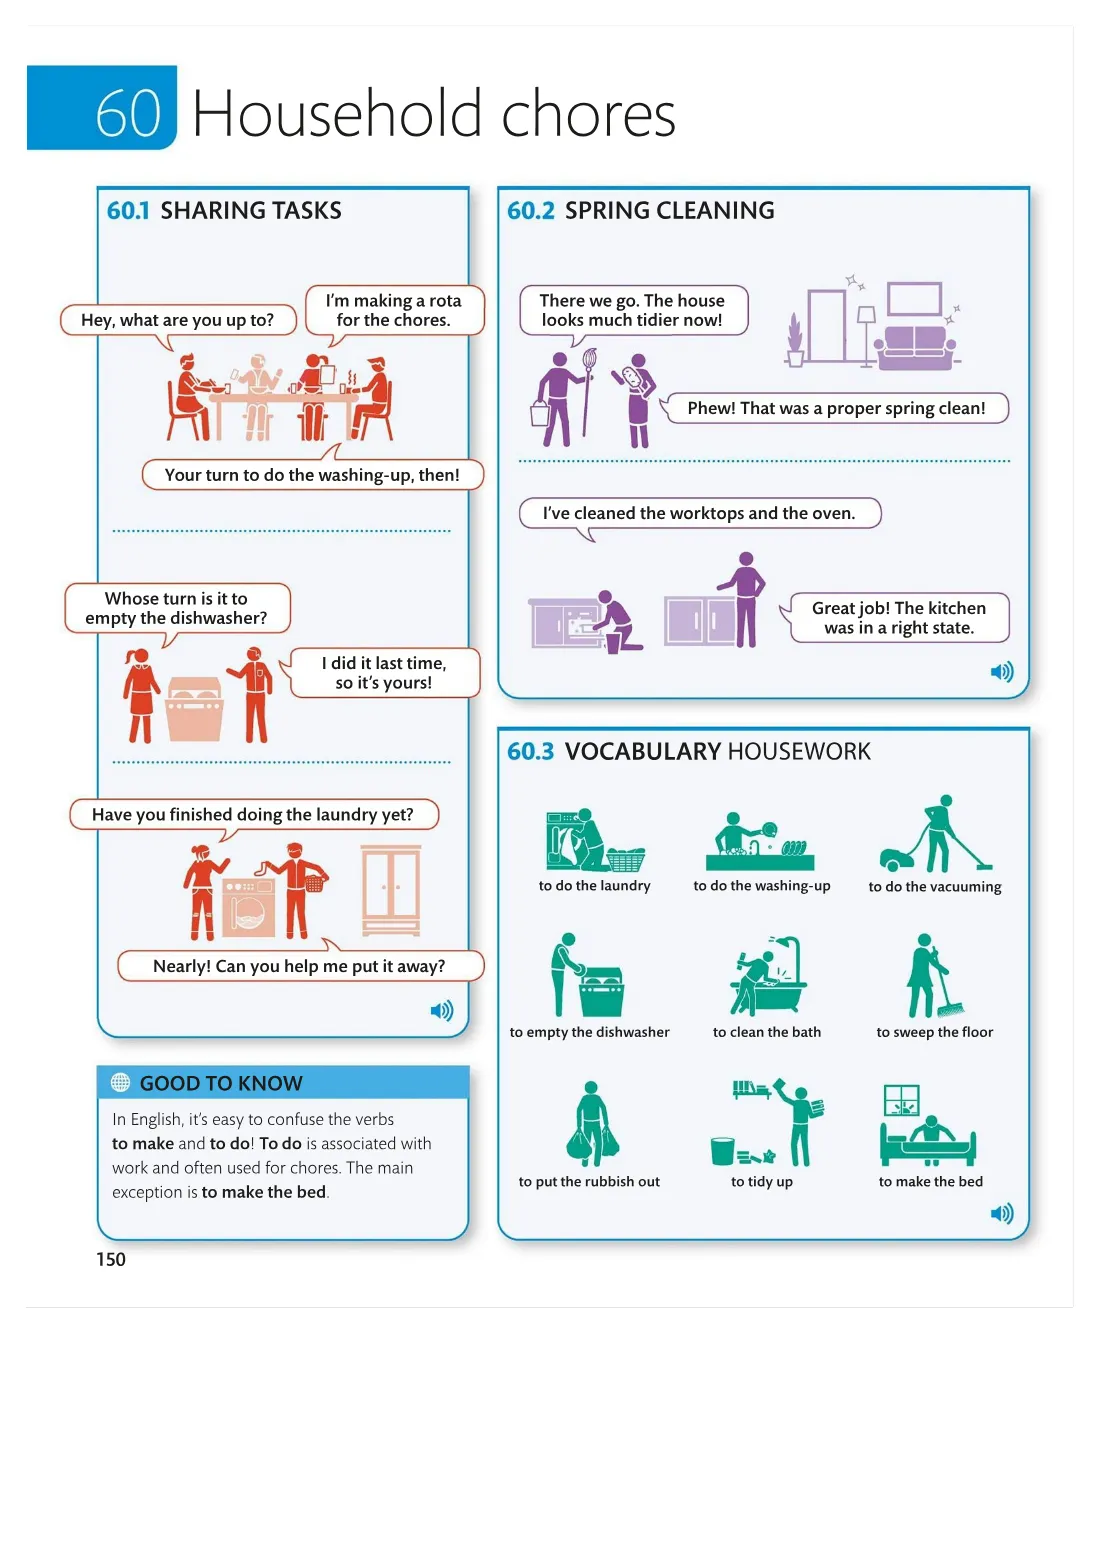 60 Household chores
60.1 SHARING TASKS
Hey, what are you up to?
I'm making a rota
for the chores.
Your turn to do the washing-up, then!
Whose turn is it to
empty the dishwasher?
I did it last time,
so it's yours!
Have you finished doing the laundry yet?
Nearly! Can you help me put it away?
GOOD TO KNOW
In English, it's easy to confuse the verbs
to make and to do! To do is associated with
work and often used for chores. The main
exception is to make the bed.
60.2 SPRING CLEANING
There we go. The house
looks much tidier now!
Phew! That was a proper spring clean!
I've cleaned the worktops and the oven.
Great job! The kitchen
was in a right state.
60.3 VOCABULARY HOUSEWORK
to do the laundry
to do the washing-up
to do the vacuuming
to empty the dishwasher
to clean the bath
to sweep the floor
to put the rubbish out
to tidy up
to make the bed
150